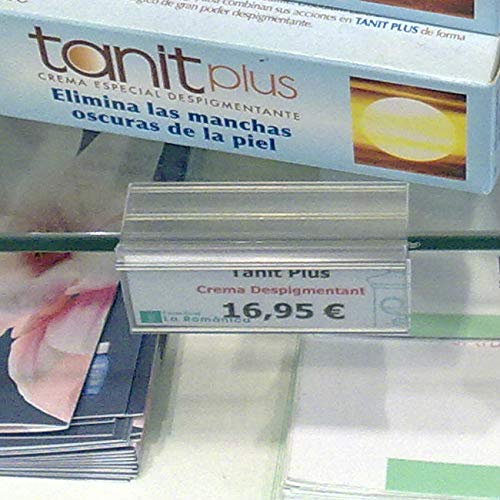 combinan sus acciones en TANIT PLUS de forma
de gran poder despigmentante.
tanitplus
CREMA ESPECIAL DESPIGMENTANTE
Elimina las manchas
oscuras de la piel
Tanit Plus
Crema Despigmentant
16,95 €
La Romànica